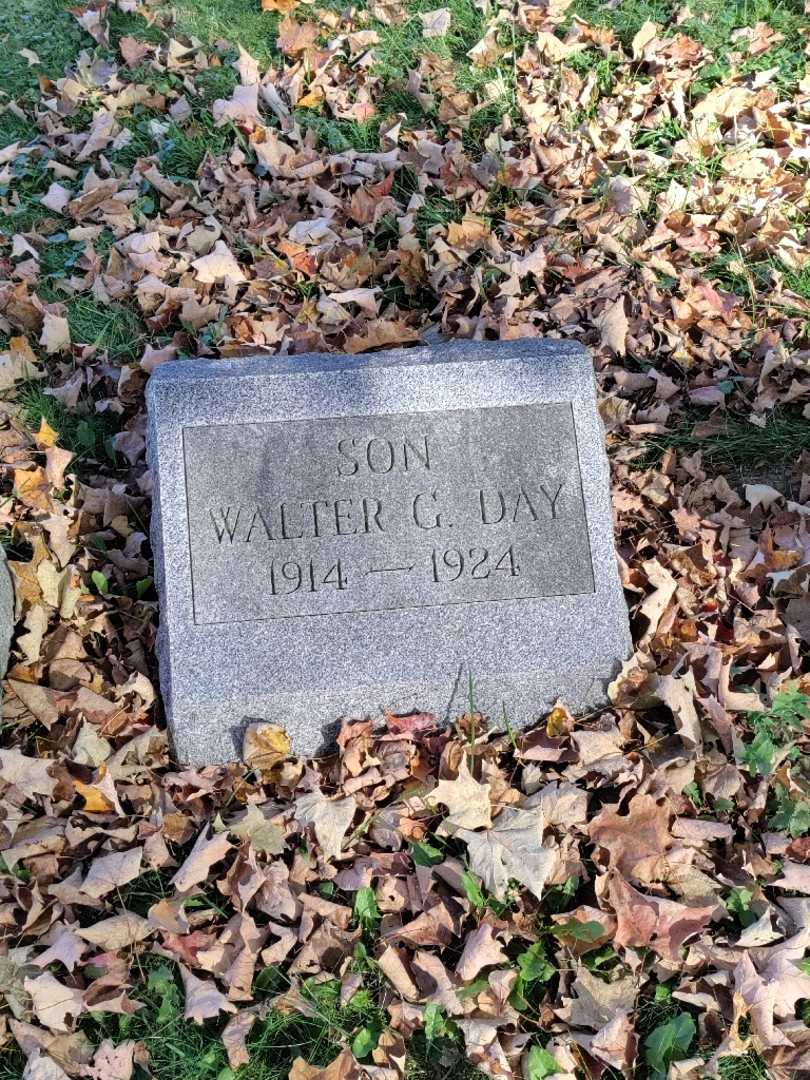 SON
WALTER G. DAY
1914 — 1924